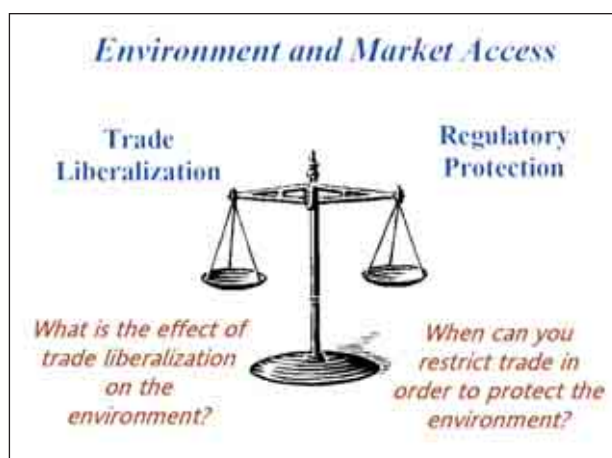 Environment and Market Access
Trade
Liberalization
Regulatory
Protection
What is the effect of
trade liberalization
on the
environment?
When can you
restrict trade in
order to protect the
environment?